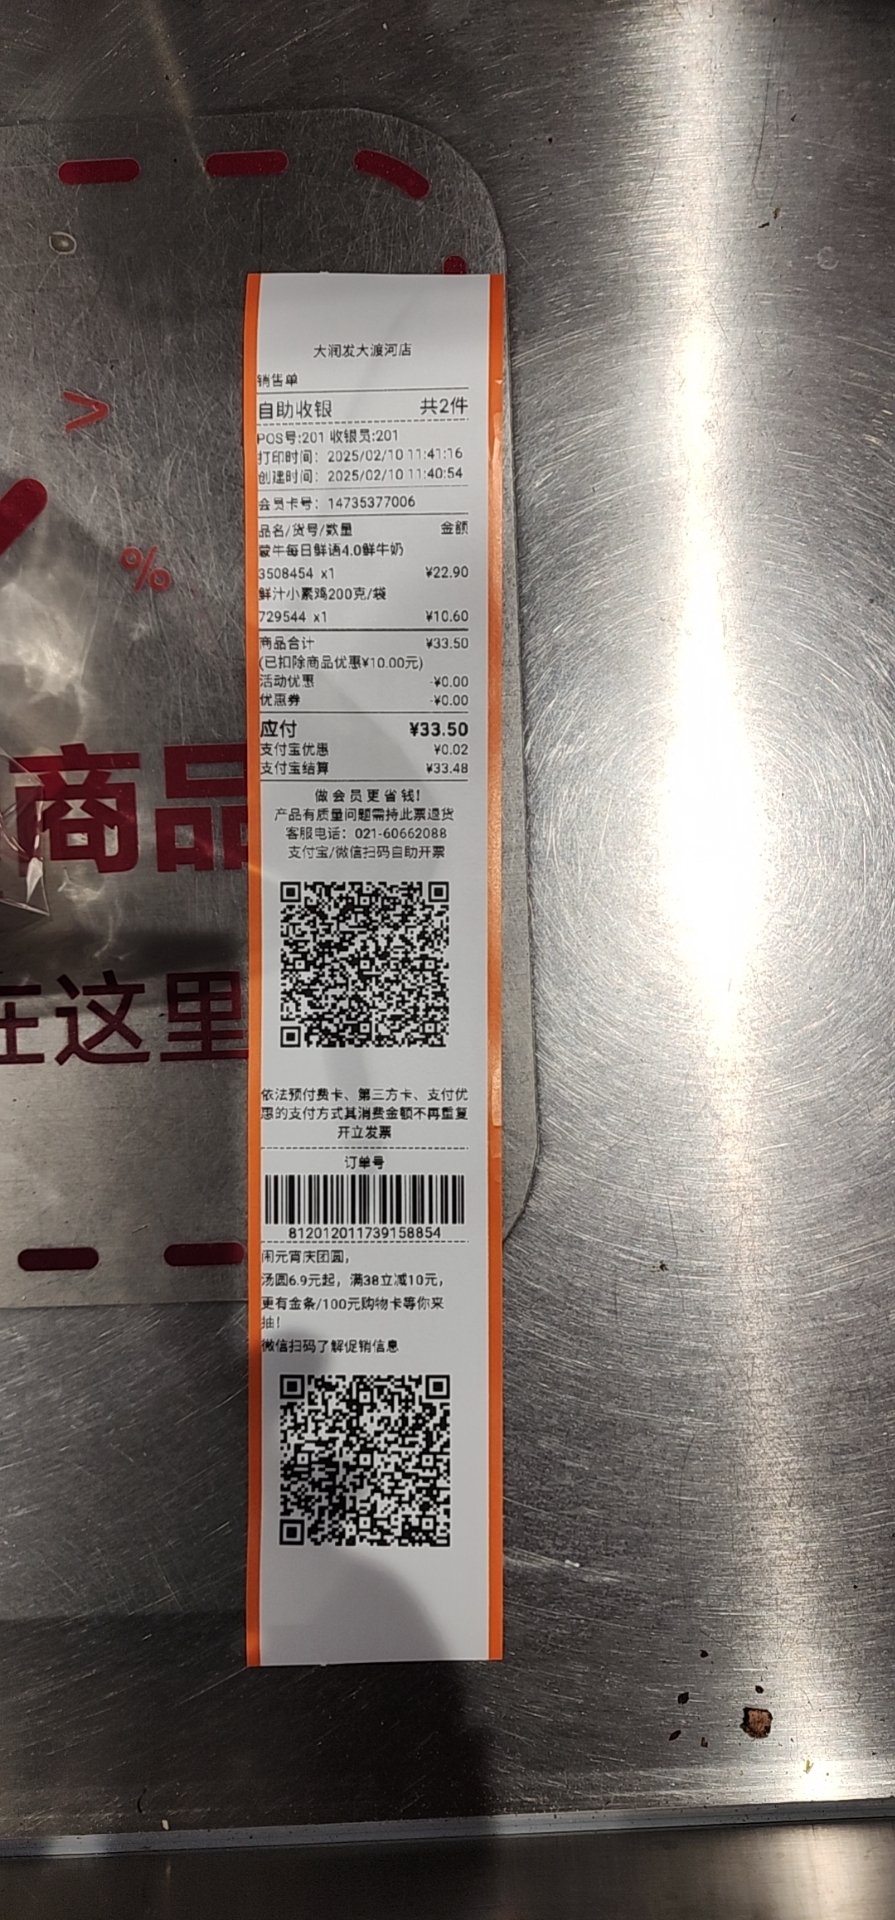 大润发大渡河店
销售单
自助收银 共2件
POS号:201 收银员:201
打印时间: 2025/02/10 11:41:16
创建时间: 2025/02/10 11:40:54
会员卡号: 14735377006
品名/货号/数量 金额
蒙牛每日鲜语4.0鲜牛奶
3508454 x1 ¥22.90
鲜汁小素鸡200克/袋
729544 x1 ¥10.60
商品合计 ¥33.50
(已扣除商品优惠¥10.00元)
活动优惠 -¥0.00
优惠券 -¥0.00
应付 ¥33.50
支付宝优惠 ¥0.02
支付宝结算 ¥33.48
做会员更省钱!
产品有质量问题需持此票退货
客服电话: 021-60662088
支付宝/微信扫码自助开票
依法预付费卡、第三方卡、支付优
惠的支付方式其消费金额不再重复
开立发票
订单号
812012011739158854
闹元宵庆团圆,
汤圆6.9元起, 满38立减10元,
更有金条/100元购物卡等你来
抽!
微信扫码了解促销信息
%
商品
在这里